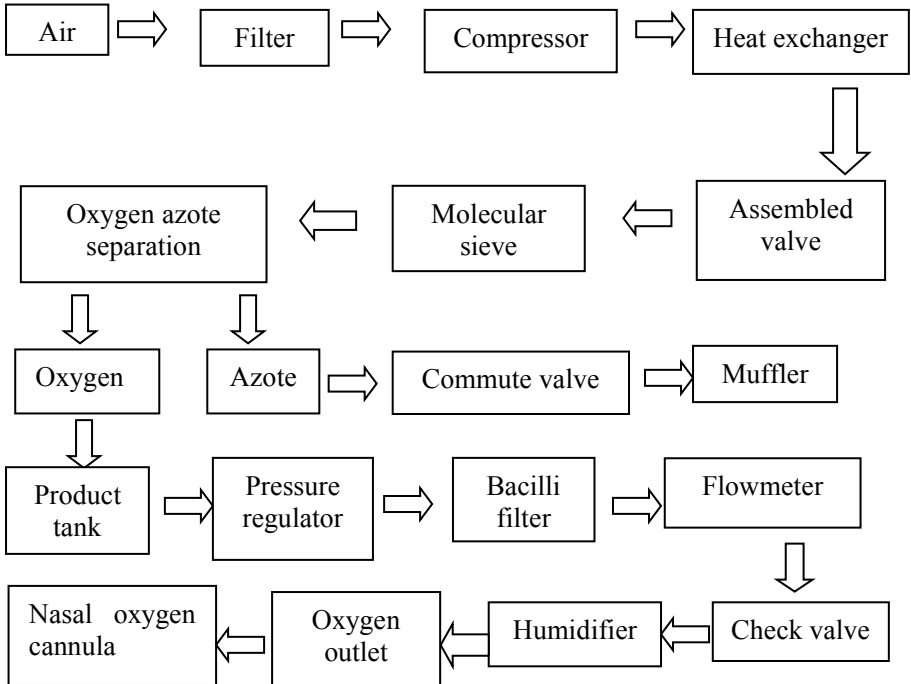 Air
Filter
Compressor
Heat exchanger
Assembled
valve
Molecular
sieve
Oxygen azote
separation
Oxygen
Azote
Commute valve
Muffler
Product
tank
Pressure
regulator
Bacilli
filter
Flowmeter
Check valve
Humidifier
Oxygen
outlet
Nasal oxygen
cannula